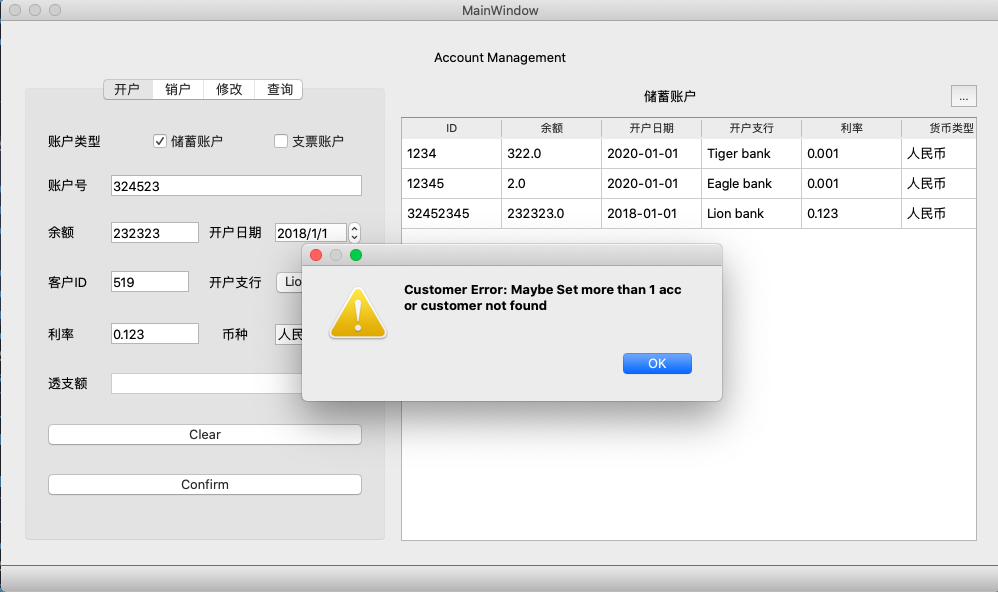 MainWindow
Account Management
开户 销户 修改 查询
账户类型 储蓄账户 支票账户
账户号 324523
余额 232323 开户日期 2018/1/1
客户ID 519 开户支行 Lio
利率 0.123 币种 人民
透支额
Clear
Confirm
储蓄账户 ...
ID 余额 开户日期 开户支行 利率 货币类型
1234 322.0 2020-01-01 Tiger bank 0.001 人民币
12345 2.0 2020-01-01 Eagle bank 0.001 人民币
32452345 232323.0 2018-01-01 Lion bank 0.123 人民币
Customer Error: Maybe Set more than 1 acc
or customer not found
OK